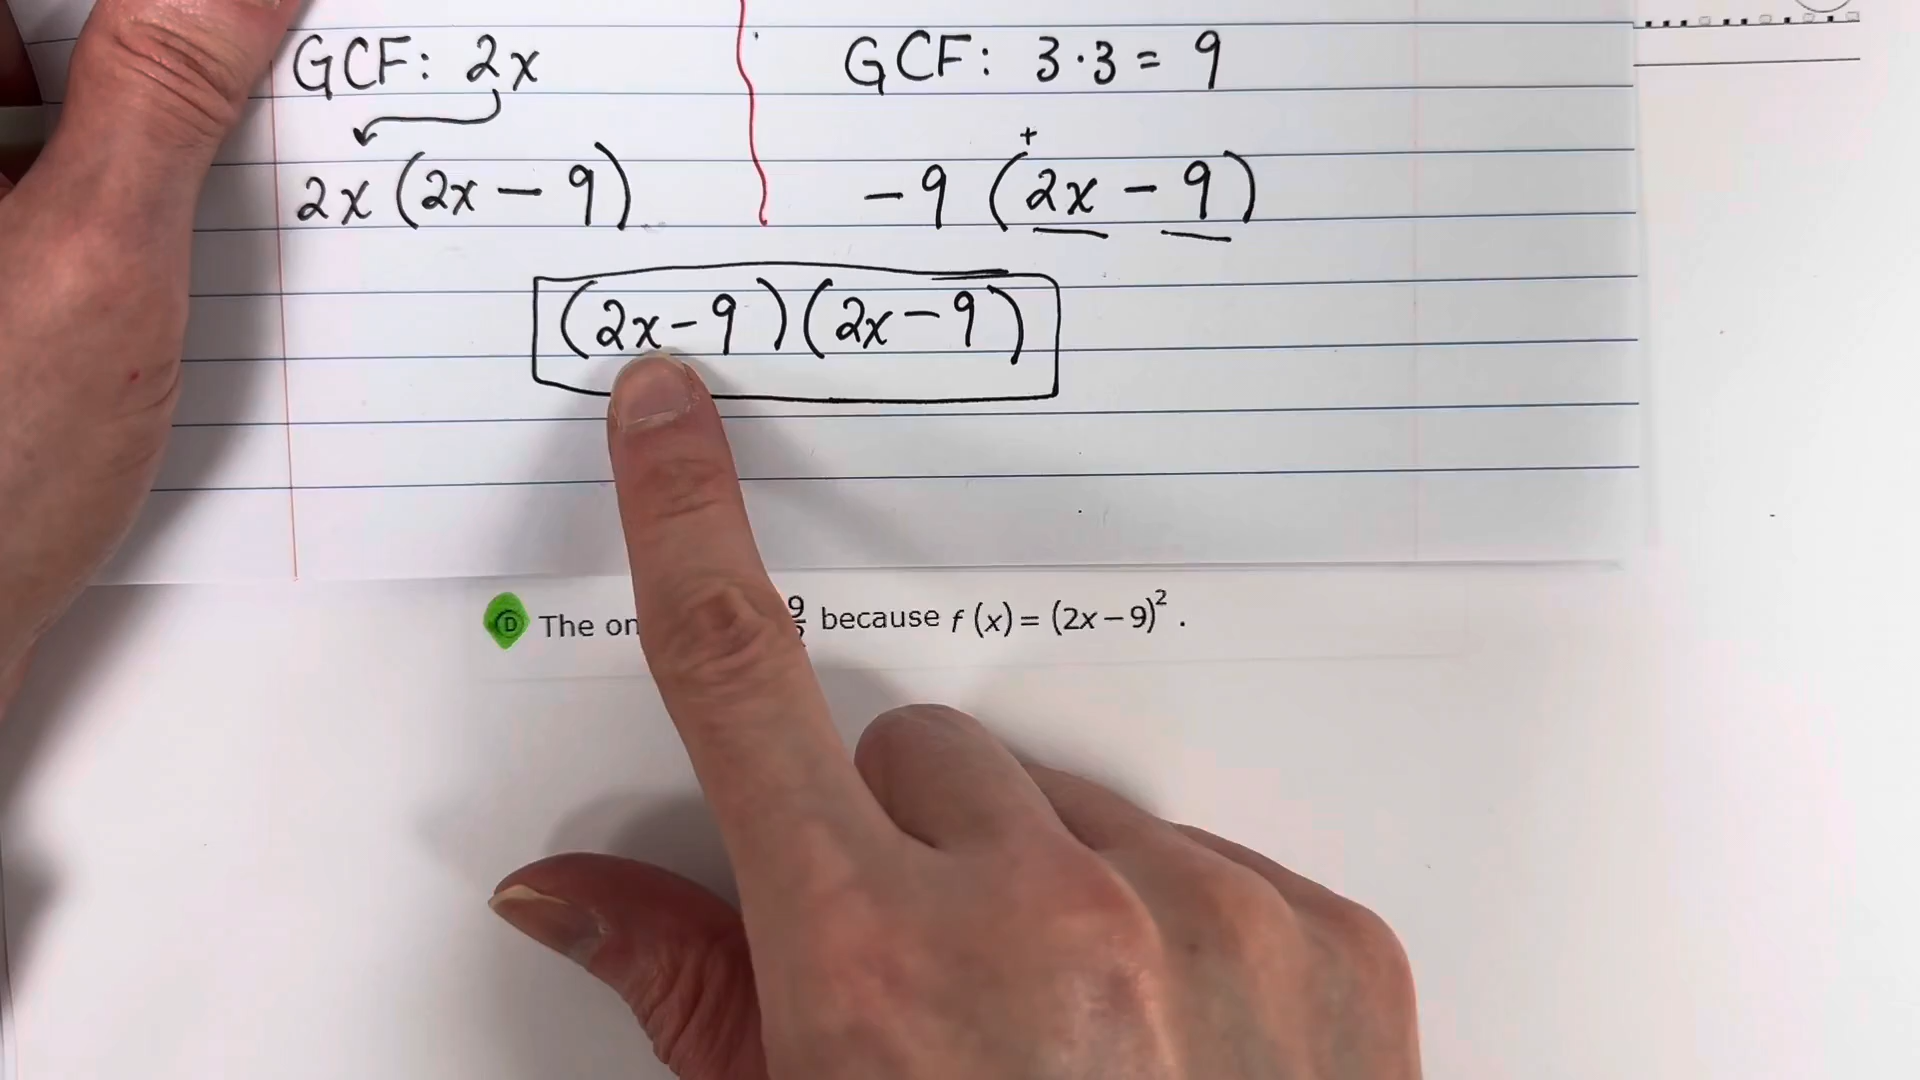 GCF: 2x
GCF: 3·3 = 9
2x (2x - 9)
+
-9 (2x - 9)
(2x-9)(2x-9)
D The 9 because f(x)=(2x-9)².